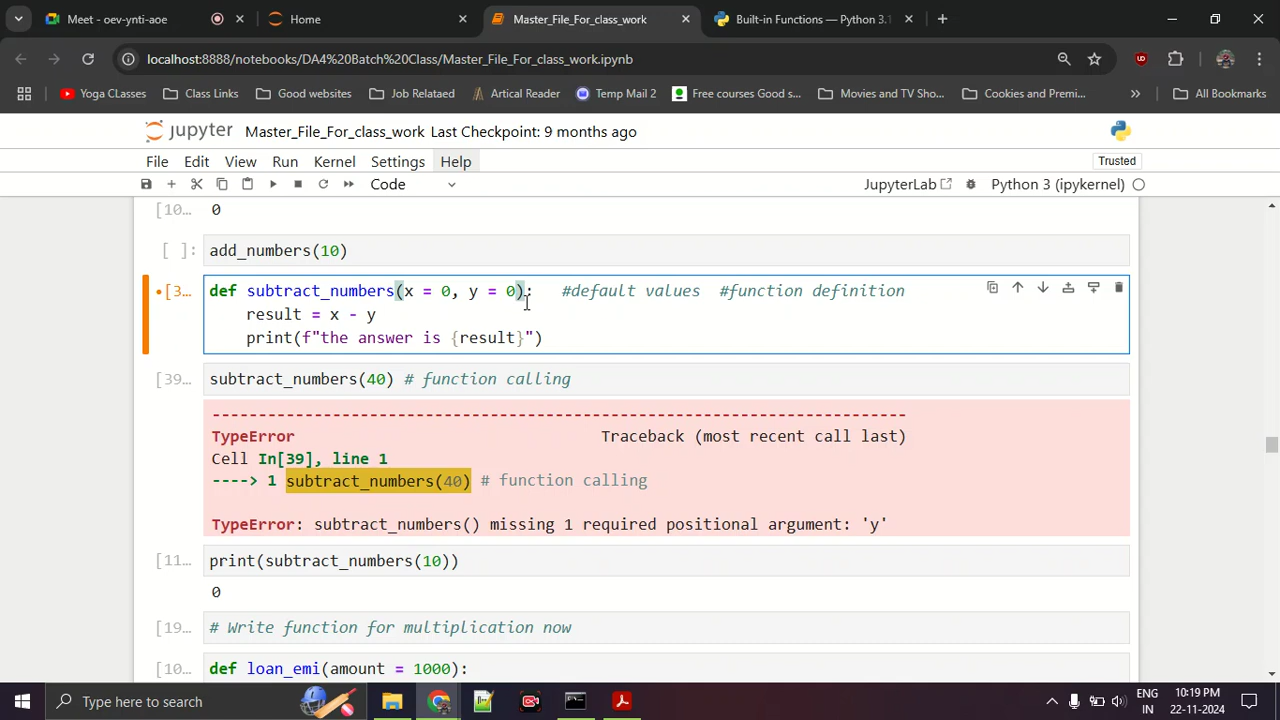 Meet - oev-ynti-aoe
Home
Master_File_For_class_work
Built-in Functions — Python 3.1
localhost:8888/notebooks/DA4%20Batch%20Class/Master_File_For_class_work.ipynb
Yoga CLasses
Class Links
Good websites
Job Relataed
Artical Reader
Temp Mail 2
Free courses Good s...
Movies and TV Sho...
Cookies and Premi...
All Bookmarks
jupyter Master_File_For_class_work Last Checkpoint: 9 months ago
File Edit View Run Kernel Settings Help
Trusted
Code
JupyterLab
Python 3 (ipykernel)
[10... 0
[ ]: add_numbers(10)
[3... def subtract_numbers(x = 0, y = 0): #default values #function definition
result = x - y
print(f"the answer is {result}")
[39... subtract_numbers(40) # function calling
---------------------------------------------------------------------------
TypeError Traceback (most recent call last)
Cell In[39], line 1
----> 1 subtract_numbers(40) # function calling
TypeError: subtract_numbers() missing 1 required positional argument: 'y'
[11... print(subtract_numbers(10))
0
[19... # Write function for multiplication now
[10... def loan_emi(amount = 1000):
Type here to search
ENG
IN
10:19 PM
22-11-2024